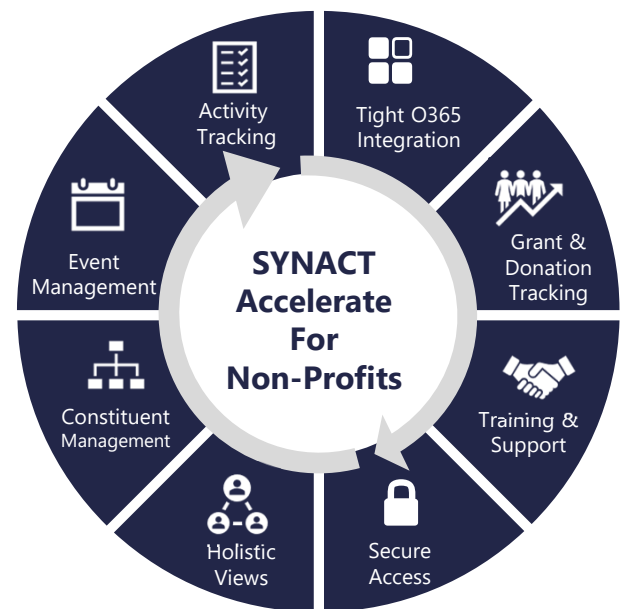 Activity
Tracking
Tight O365
Integration
Grant &
Donation
Tracking
Training &
Support
Secure
Access
Holistic
Views
Constituent
Management
Event
Management
SYNACT
Accelerate
For
Non-Profits